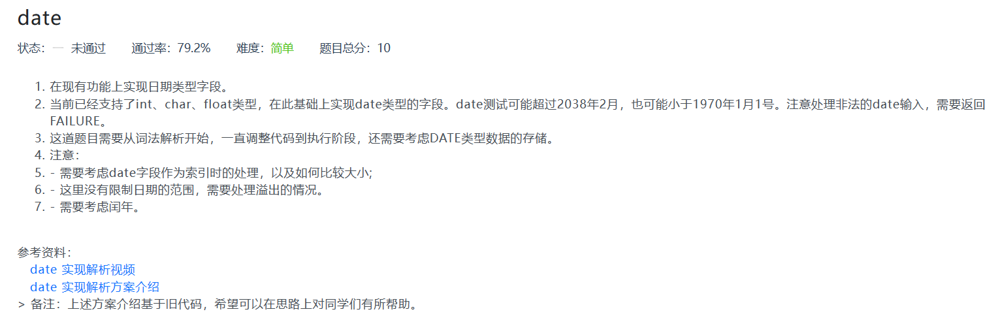 date
状态： 未通过 通过率：79.2% 难度：简单 题目总分：10
1. 在现有功能上实现日期类型字段。
2. 当前已经支持了int、char、float类型，在此基础上实现date类型的字段。date测试可能超过2038年2月，也可能小于1970年1月1号。注意处理非法的date输入，需要返回
FAILURE。
3. 这道题目需要从词法解析开始，一直调整代码到执行阶段，还需要考虑DATE类型数据的存储。
4. 注意：
5. - 需要考虑date字段作为索引时的处理，以及如何比较大小;
6. - 这里没有限制日期的范围，需要处理溢出的情况。
7. - 需要考虑闰年。
参考资料：
date 实现解析视频
date 实现解析方案介绍
> 备注：上述方案介绍基于旧代码，希望可以在思路上对同学们有所帮助。